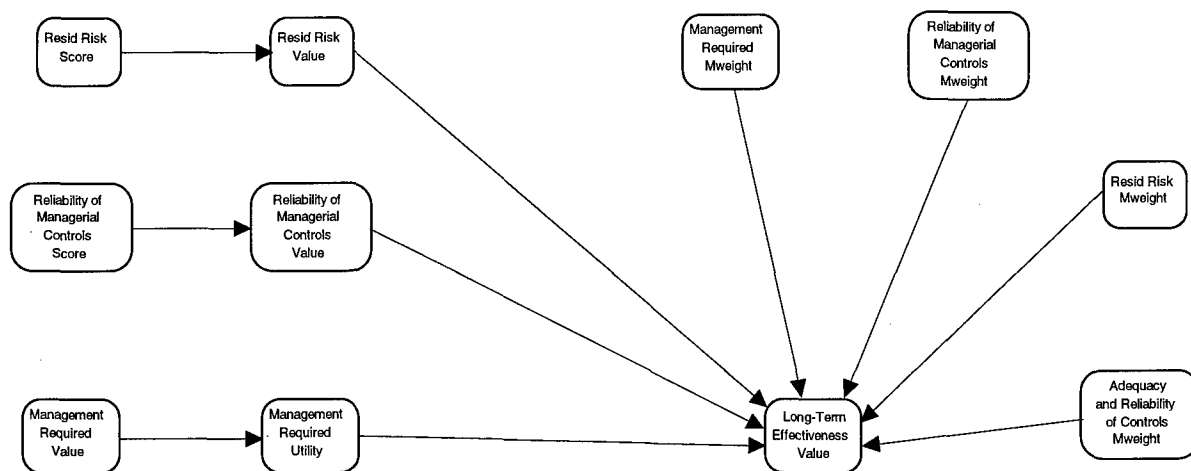 Resid Risk
Score
Resid Risk
Value
Management
Required
Mweight
Reliability of
Managerial
Controls
Mweight
Reliability of
Managerial
Controls
Score
Reliability of
Managerial
Controls
Value
Resid Risk
Mweight
Management
Required
Value
Management
Required
Utility
Long-Term
Effectiveness
Value
Adequacy
and Reliability
of Controls
Mweight